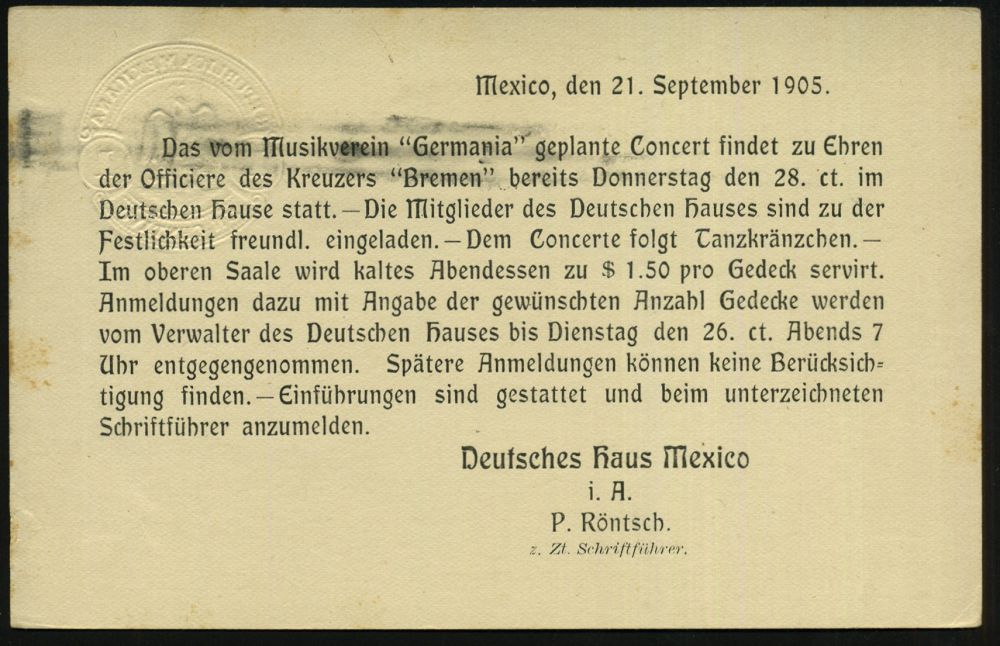 Mexico, den 21. September 1905.
Das vom Musikverein “Germania” geplante Concert findet zu Ehren
der Officiere des Kreuzers “Bremen” bereits Donnerstag den 28. ct. im
Deutschen Hause statt.—Die Mitglieder des Deutschen Hauses sind zu der
Festlichkeit freundl. eingeladen.—Dem Concerte folgt Tanzkränzchen.—
Im oberen Saale wird kaltes Abendessen zu $ 1.50 pro Gedeck servirt.
Anmeldungen dazu mit Angabe der gewünschten Anzahl Gedecke werden
vom Verwalter des Deutschen Hauses bis Dienstag den 26. ct. Abends 7
Uhr entgegengenommen. Spätere Anmeldungen können keine Berücksich=
tigung finden.—Einführungen sind gestattet und beim unterzeichneten
Schriftführer anzumelden.
Deutsches Haus Mexico
i. A.
P. Röntsch.
z. Zt. Schriftführer.